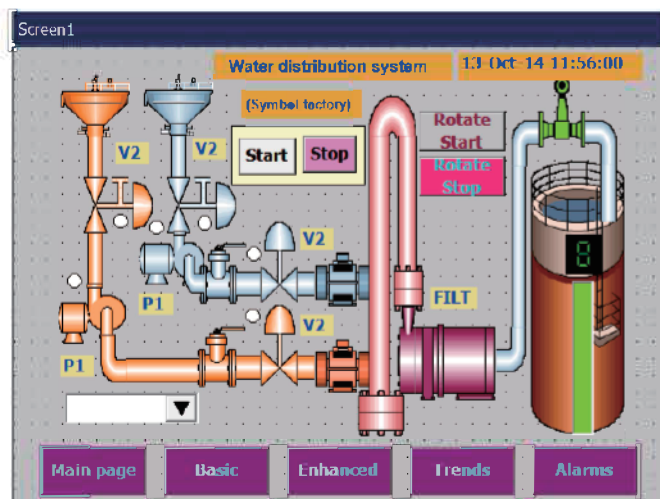 Screen1
Water distribution system
13-Oct-14 11:56:00
(Symbol factory)
Rotate
Start
Start
Stop
Rotate
Stop
V2
V2
V2
P1
FILT
V2
P1
8
Main page
Basic
Enhanced
Trends
Alarms